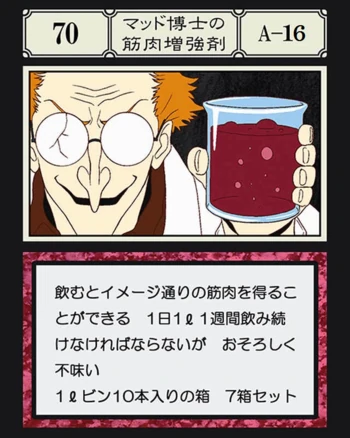 70
マッド博士の
筋肉増強剤
A-16
飲むとイメージ通りの筋肉を得るこ
とができる 1日1ℓ 1週間飲み続
けなければならないが おそろしく
不味い
1ℓビン10本入りの箱 7箱セット